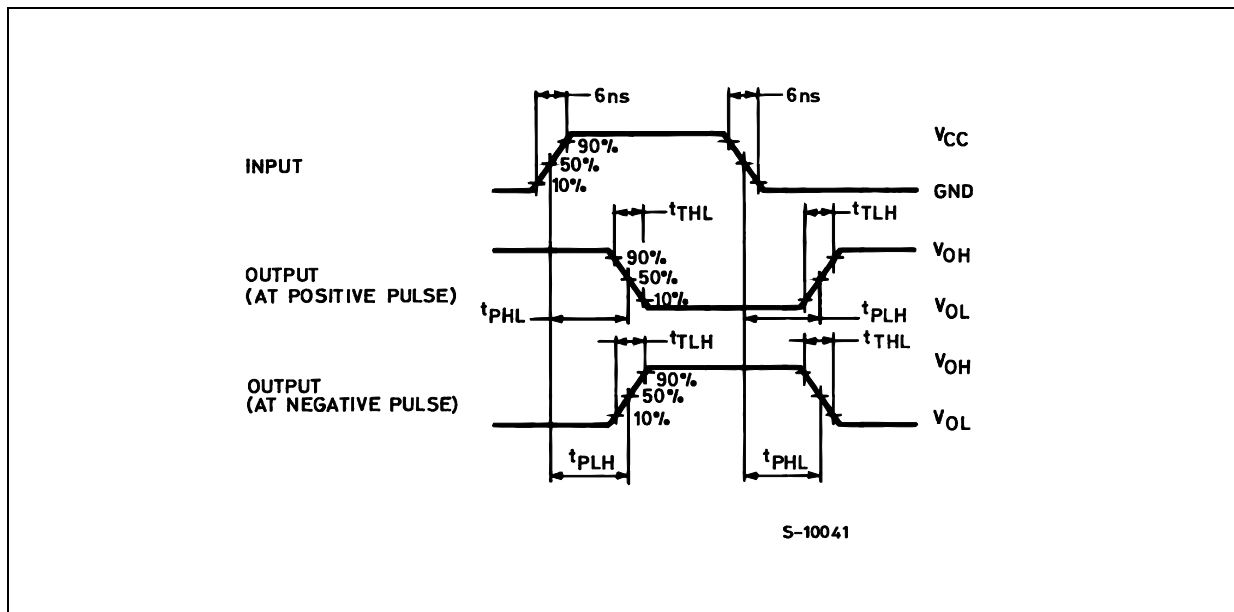 6ns 6ns
VCC
90%
INPUT
50%
10%
GND
tTHL tTLH
VOH
90%
OUTPUT
50%
(AT POSITIVE PULSE)
10%
VOL
tPHL tPLH
tTLH tTHL
VOH
90%
OUTPUT
50%
(AT NEGATIVE PULSE)
10%
VOL
tPLH tPHL
S-10041